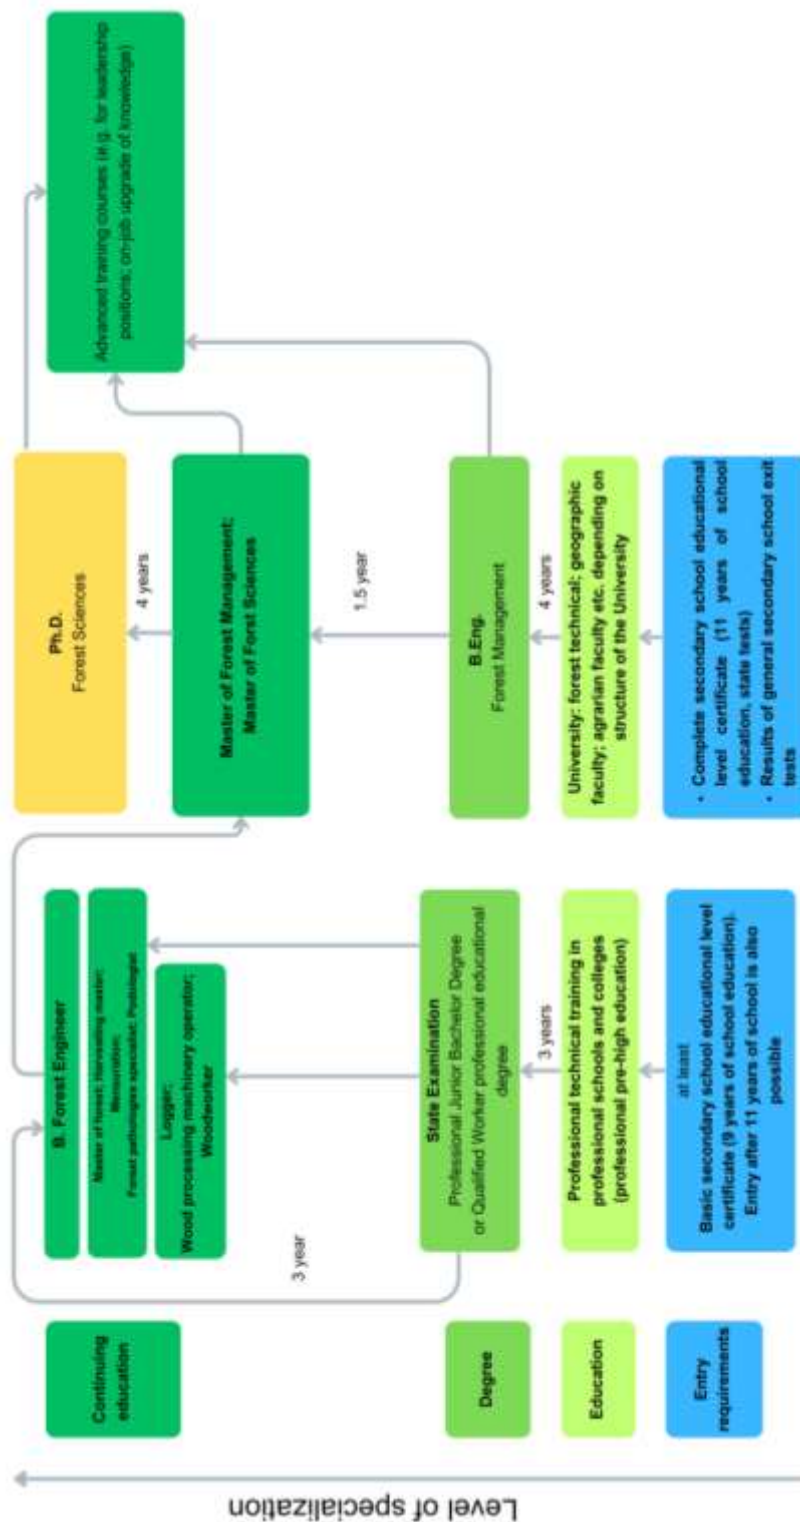 Level of specialization
Continuing
education
Degree
Education
Entry
requirements
3 year
B. Forest Engineer
Master of forest; Harvesting master;
Renovation;
Forest pathologies specialist; Pedologist
Logger;
Wood processing machinery operator;
Woodworker
State Examination
Professional Junior Bachelor Degree
or Qualified Worker professional educational
degree
3 years
Professional technical training in
professional schools and colleges
(professional pre-high education)
at least
Basic secondary school educational level
certificate (9 years of school education).
Entry after 11 years of school is also
possible
Ph.D.
Forest Sciences
4 years
Master of Forest Management;
Master of Forst Sciences
1.5 year
B.Eng.
Forest Management
4 years
University: forest technical; geographic
faculty; agrarian faculty etc. depending on
structure of the University
• Complete secondary school educational
level certificate (11 years of school
education, state tests)
• Results of general secondary school exit
tests
Advanced training courses (e.g. for leadership
positions; on-job upgrade of knowledge)